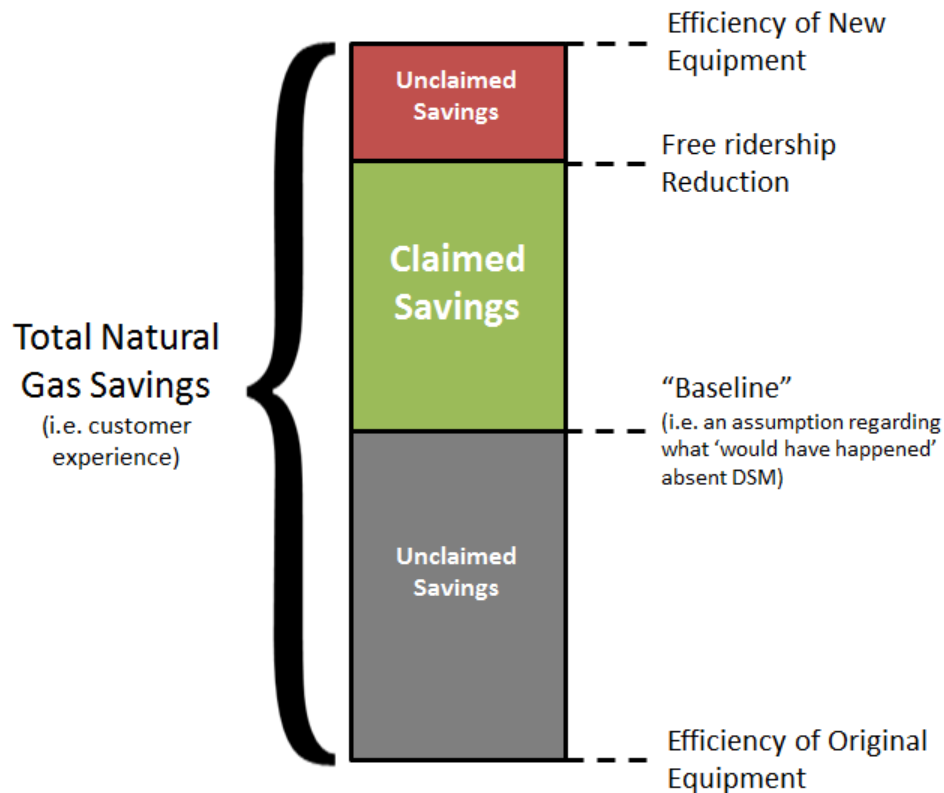 Efficiency of New
Equipment
Unclaimed
Savings
Free ridership
Reduction
Claimed
Savings
Total Natural
Gas Savings
(i.e. customer
experience)
“Baseline”
(i.e. an assumption regarding
what ‘would have happened’
absent DSM)
Unclaimed
Savings
Efficiency of Original
Equipment